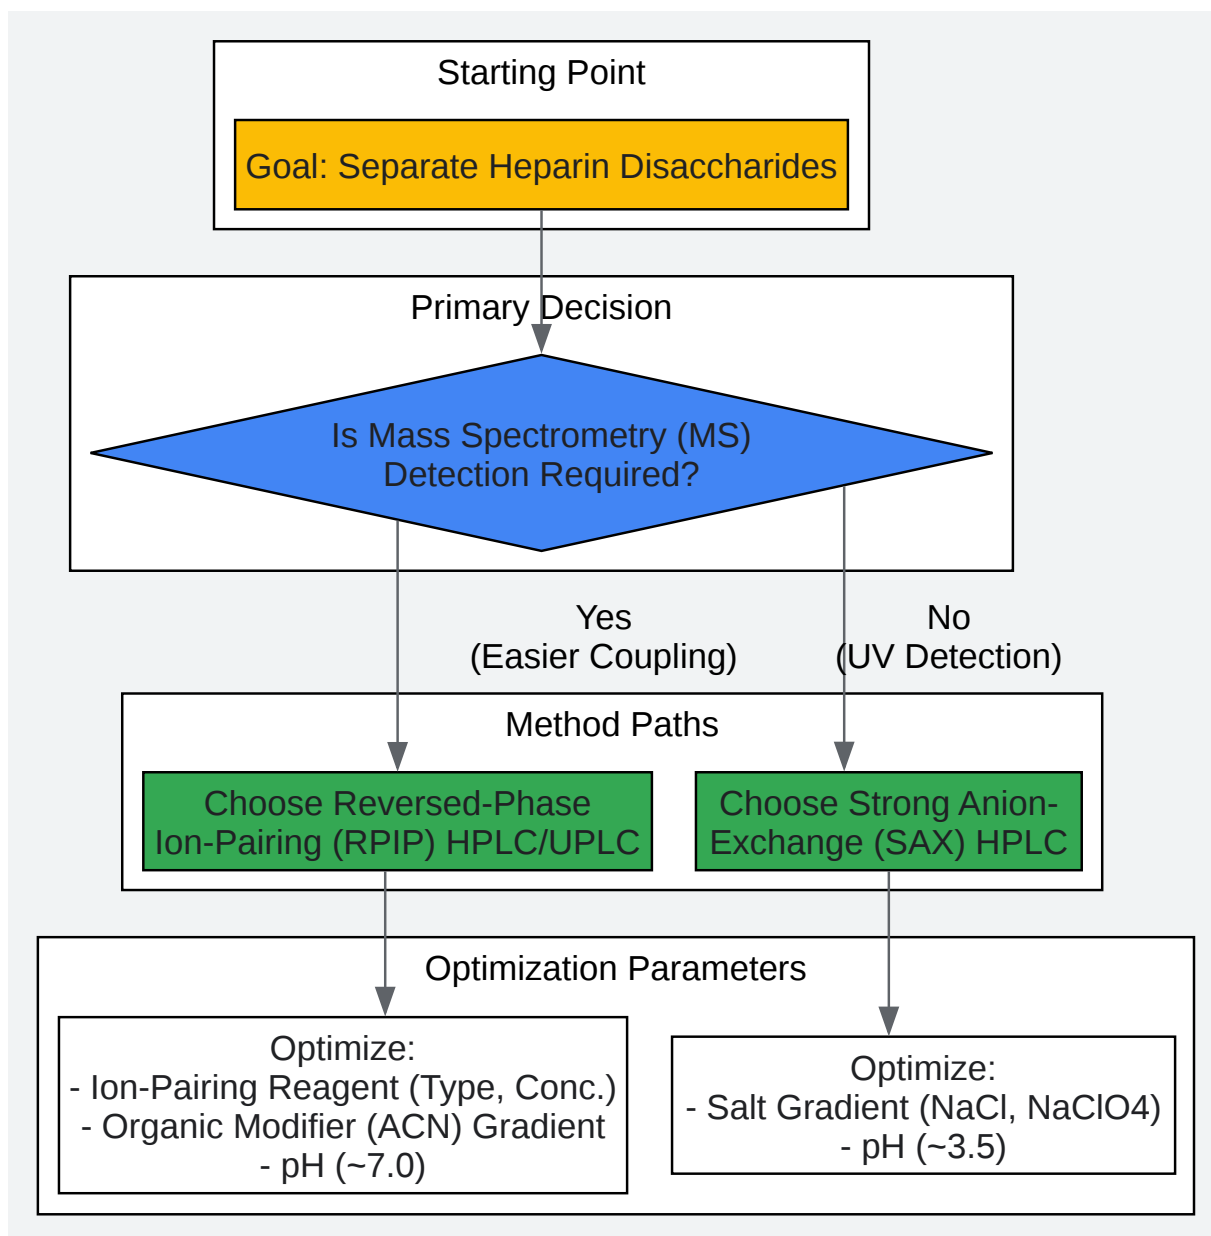 Starting Point
Goal: Separate Heparin Disaccharides
Primary Decision
Is Mass Spectrometry (MS)
Detection Required?
Yes
(Easier Coupling)
No
(UV Detection)
Method Paths
Choose Reversed-Phase
Ion-Pairing (RPIP) HPLC/UPLC
Choose Strong Anion-
Exchange (SAX) HPLC
Optimization Parameters
Optimize:
- Ion-Pairing Reagent (Type, Conc.)
- Organic Modifier (ACN) Gradient
- pH (~7.0)
Optimize:
- Salt Gradient (NaCl, NaClO4)
- pH (~3.5)